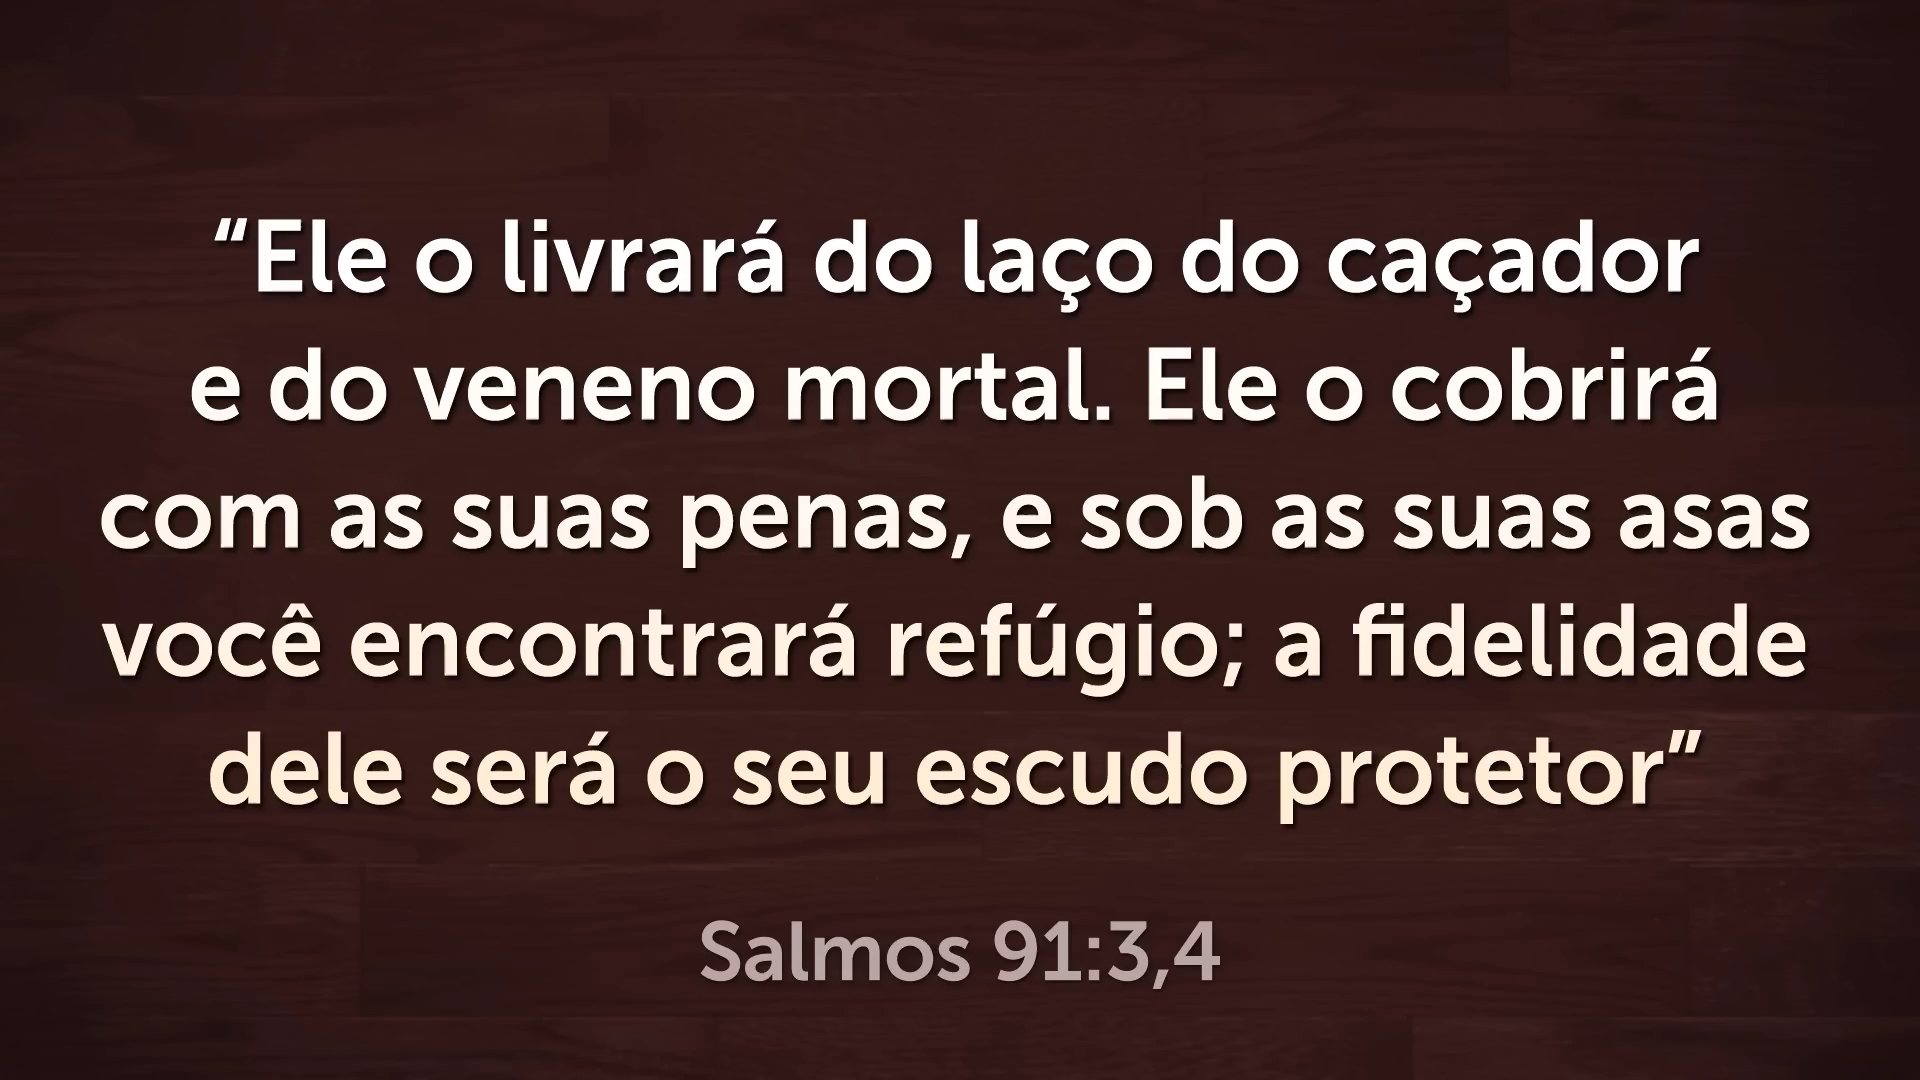 “Ele o livrará do laço do caçador
e do veneno mortal. Ele o cobrirá
com as suas penas, e sob as suas asas
você encontrará refúgio; a fidelidade
dele será o seu escudo protetor”
Salmos 91:3,4